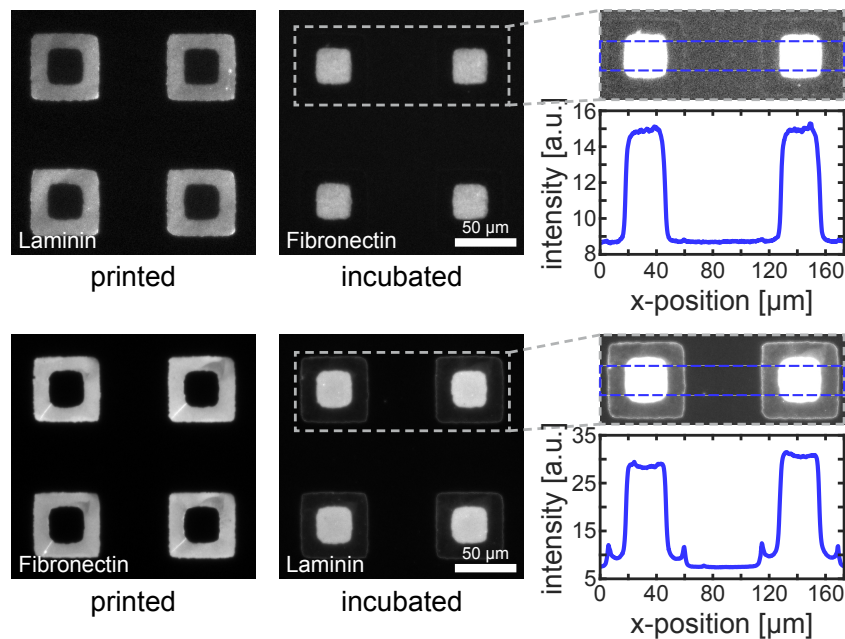 Laminin
printed
Fibronectin
50 µm
incubated
intensity [a.u.]
16
14
12
10
8
0 40 80 120 160
x-position [µm]
Fibronectin
printed
Laminin
50 µm
incubated
intensity [a.u.]
35
25
15
5
0 40 80 120 160
x-position [µm]